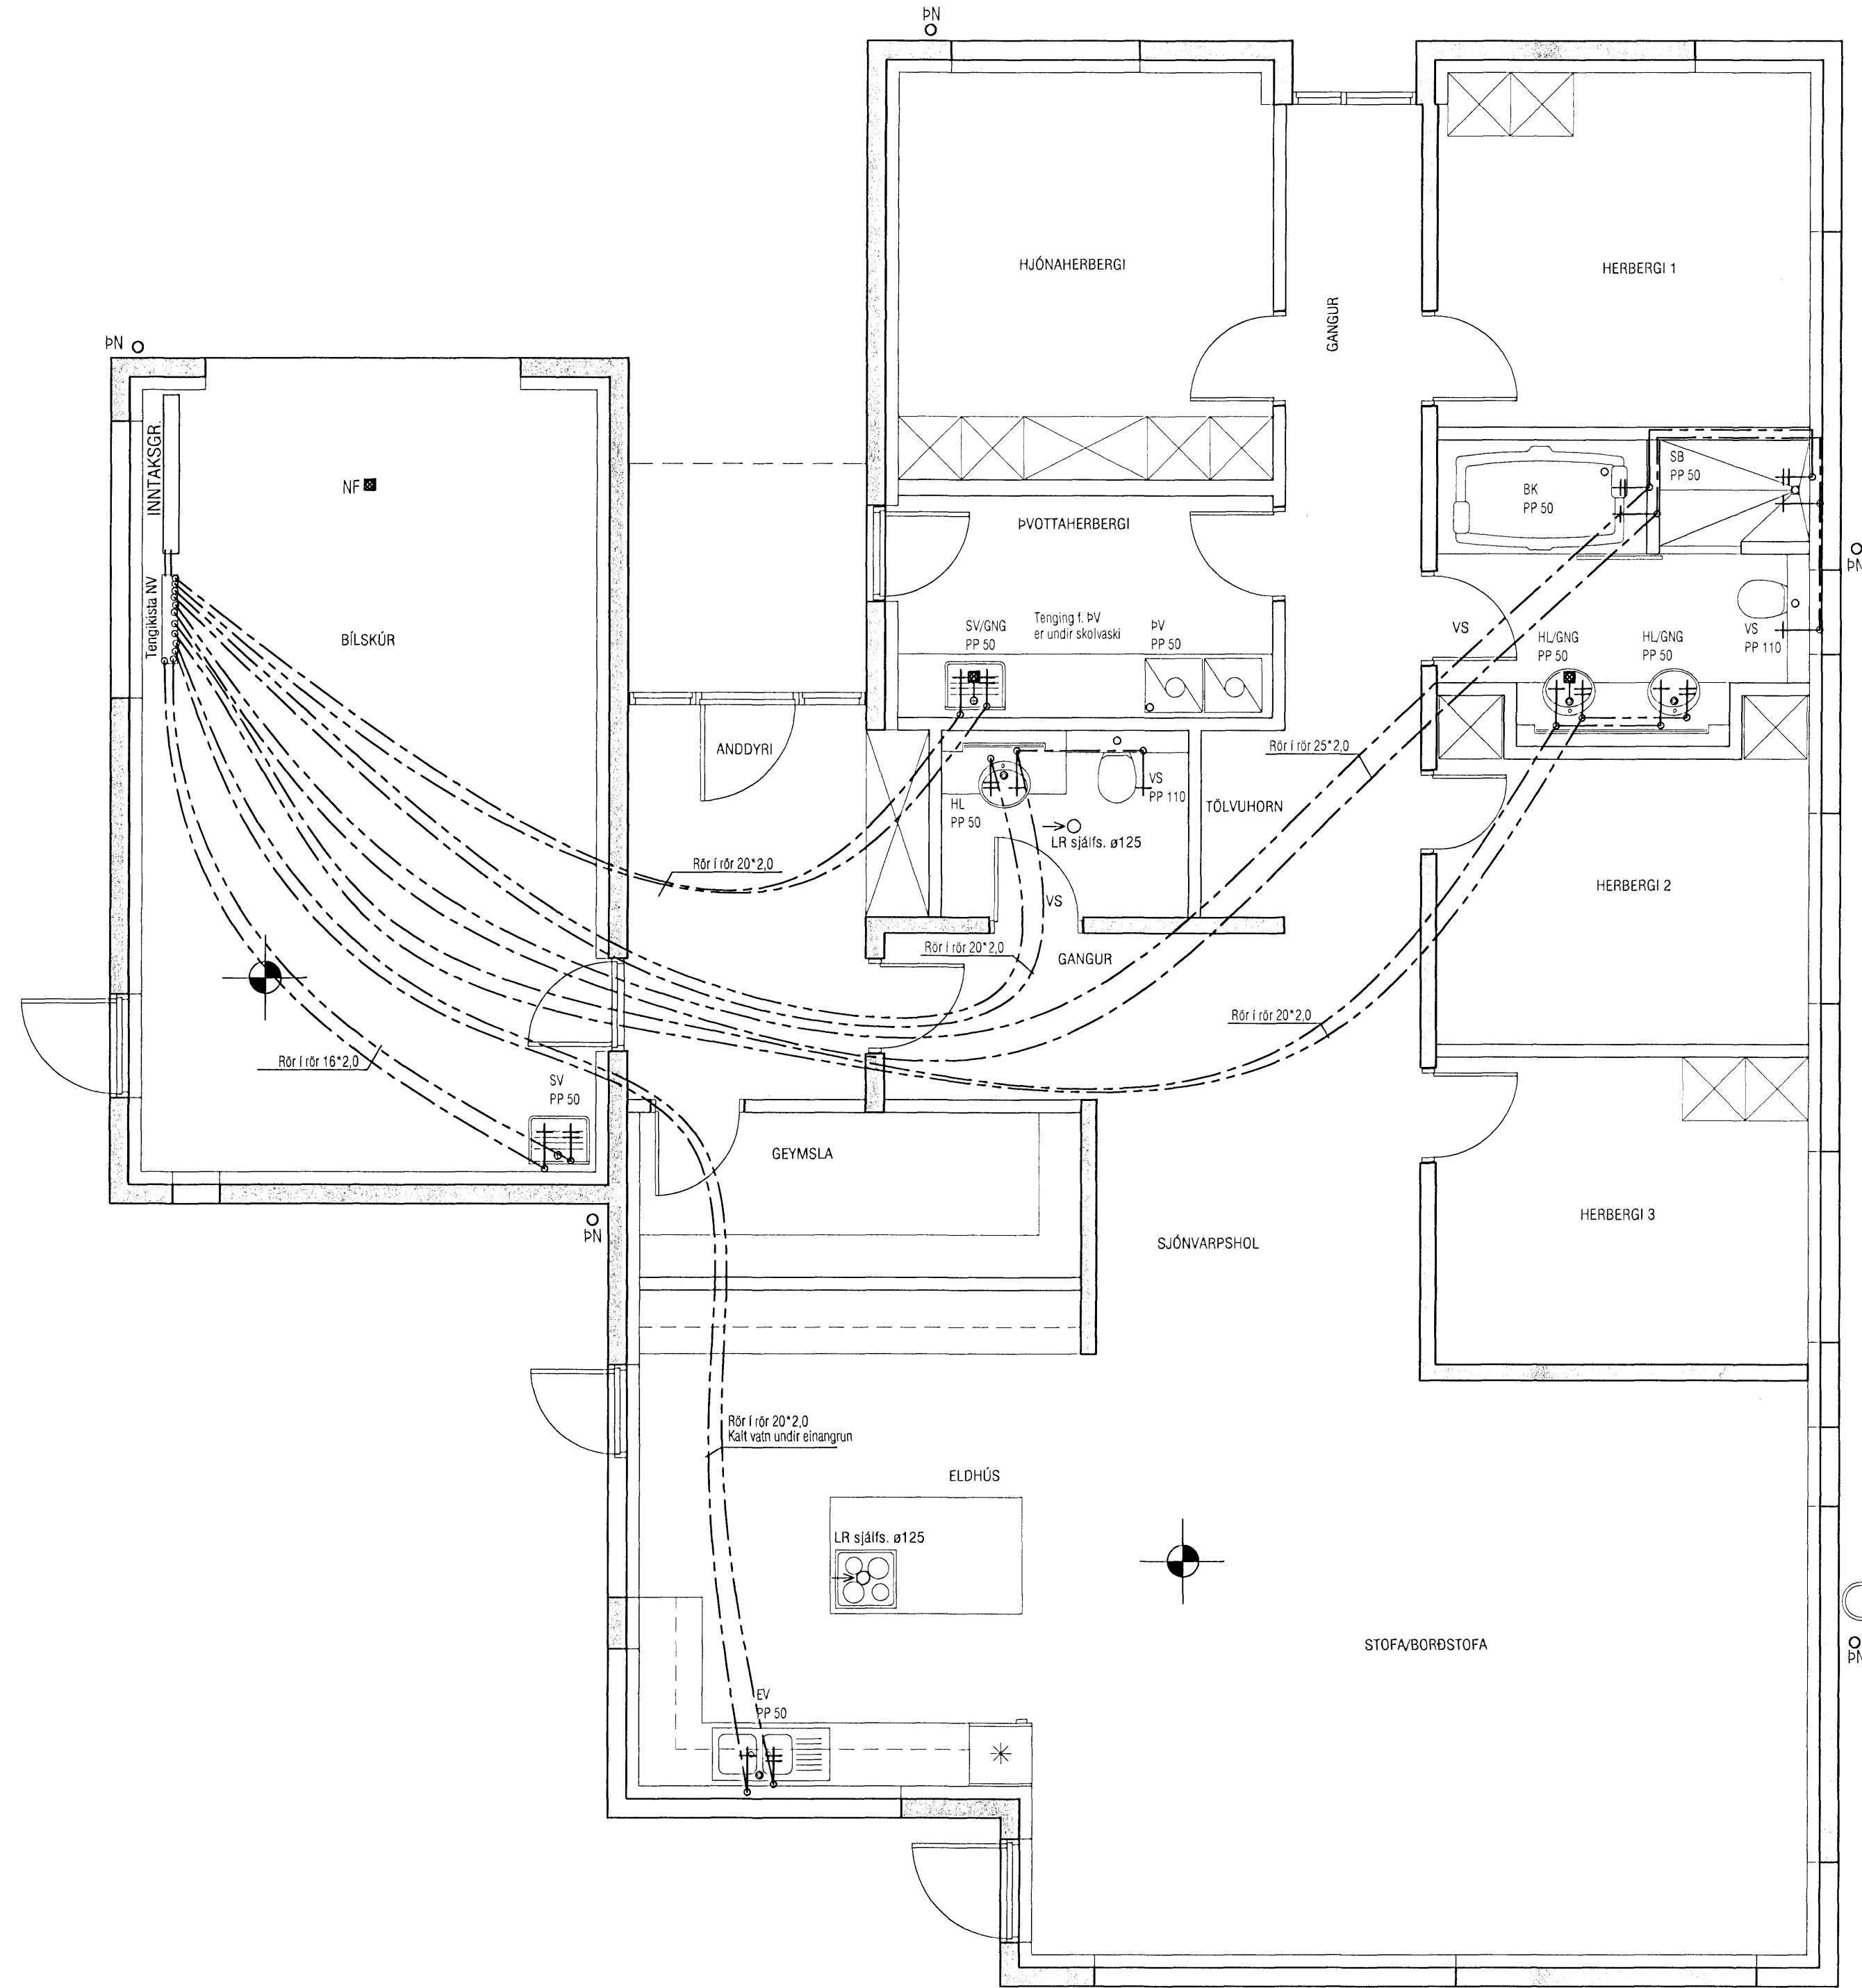 ÞN
HJÓNAHERBERGI
HERBERGI 1
GANGUR
ÞN
INNTAKSGR.
NF
SB
PP 50
BK
PP 50
ÞVOTTAHERBERGI
ÞN
Tengikista NV
BÍLSKÚR
SV/GNG
PP 50
Tenging f. ÞV
er undir skolvaski
ÞV
PP 50
VS
HL/GNG
PP 50
HL/GNG
PP 50
VS
PP 110
ANDDYRI
Rör í rör 25*2,0
VS
PP 110
HL
PP 50
TÖLVUHORN
LR sjálfs. ø125
Rör í rör 20*2,0
HERBERGI 2
VS
Rör í rör 20*2,0
GANGUR
Rör í rör 20*2,0
Rör í rör 16*2,0
SV
PP 50
GEYMSLA
HERBERGI 3
ÞN
SJÓNVARPSHOL
Rör í rör 20*2,0
Kalt vatn undir einangrun
ELDHÚS
LR sjálfs. ø125
STOFA/BORÐSTOFA
ÞN
EV
PP 50